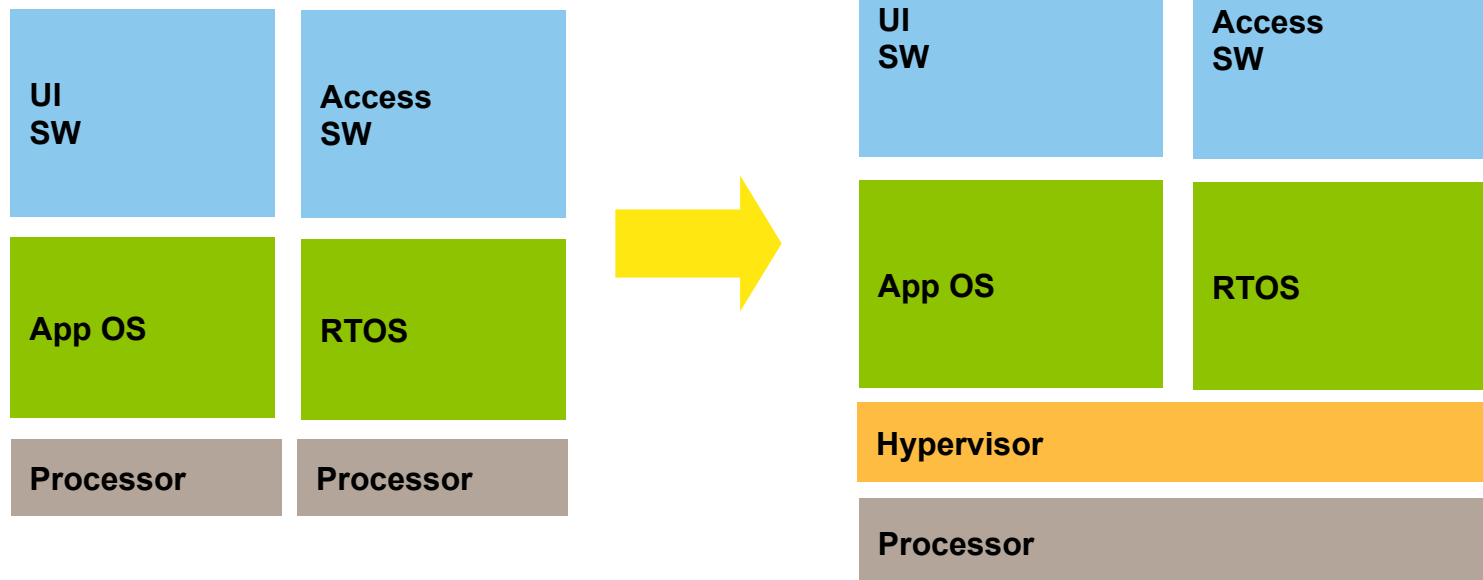 UI
SW
Access
SW
App OS
RTOS
Processor
Processor
UI
SW
Access
SW
App OS
RTOS
Hypervisor
Processor